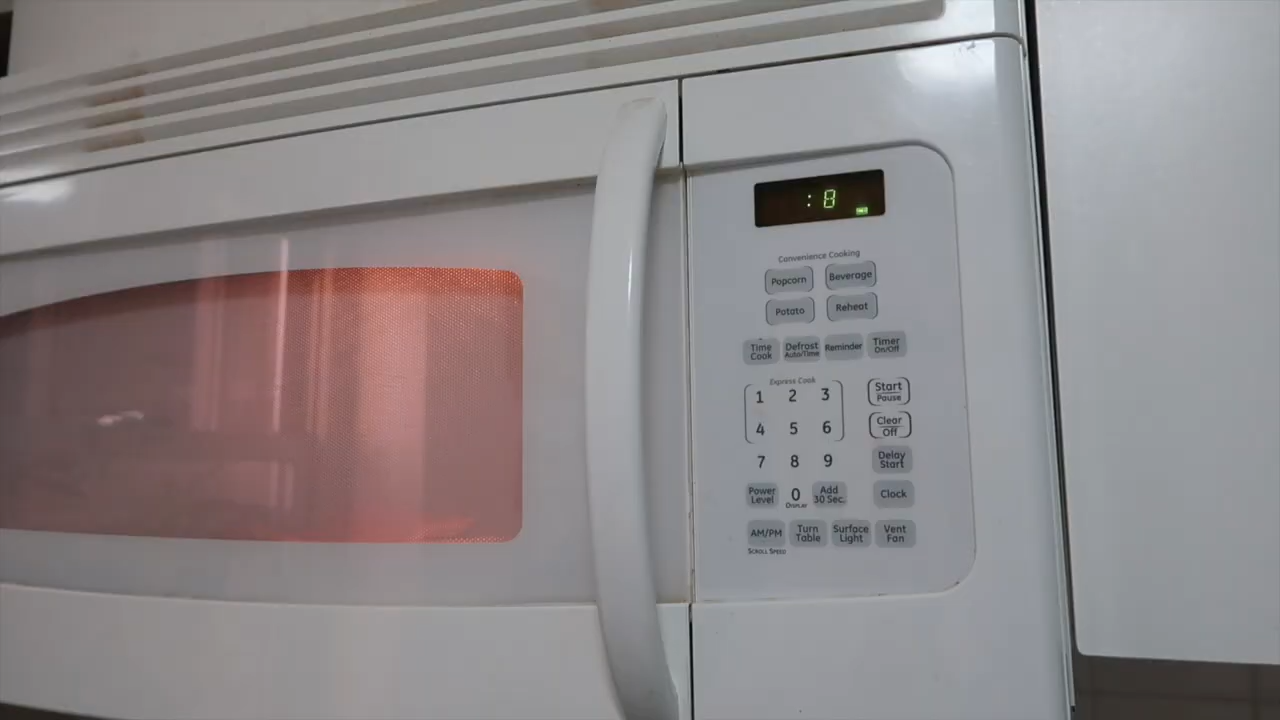 :8
Convenience Cooking
Popcorn Beverage
Potato Reheat
Time Cook Defrost Auto/Time Reminder Timer On/Off
Express Cook
1 2 3 Start Pause
4 5 6 Clear Off
7 8 9 Delay Start
Power Level 0 Display Add 30 Sec. Clock
AM/PM Turn Table Surface Light Vent Fan
Scroll Speed